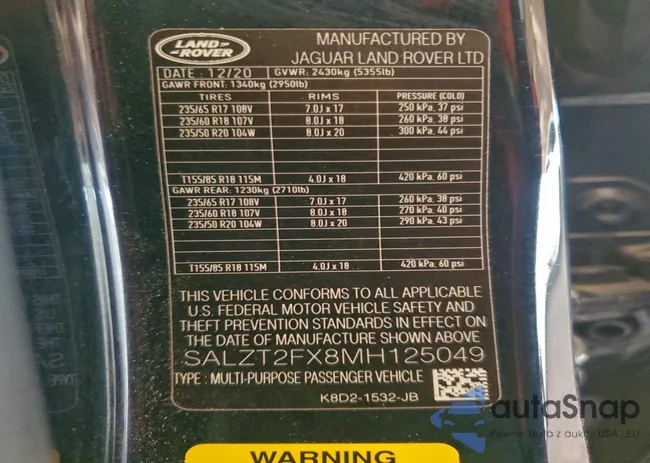 LAND ROVER
MANUFACTURED BY
JAGUAR LAND ROVER LTD
DATE : 12/20 GVWR: 2430kg (5355lb)
GAWR FRONT: 1340kg (2950lb)
TIRES RIMS PRESSURE (COLD)
235/65 R17 108V 7.0J x 17 250 kPa, 37 psi
235/60 R18 107V 8.0J x 18 260 kPa, 38 psi
235/50 R20 104W 8.0J x 20 300 kPa, 44 psi
T155/85 R18 115M 4.0J x 18 420 kPa, 60 psi
GAWR REAR: 1230kg (2710lb)
235/65 R17 108V 7.0J x 17 260 kPa, 38 psi
235/60 R18 107V 8.0J x 18 270 kPa, 40 psi
235/50 R20 104W 8.0J x 20 290 kPa, 43 psi
T155/85 R18 115M 4.0J x 18 420 kPa, 60 psi
THIS VEHICLE CONFORMS TO ALL APPLICABLE
U.S. FEDERAL MOTOR VEHICLE SAFETY AND
THEFT PREVENTION STANDARDS IN EFFECT ON
THE DATE OF MANUFACTURE SHOWN ABOVE
SALZT2FX8MH125049
TYPE : MULTI-PURPOSE PASSENGER VEHICLE
K8D2-1532-JB
autaSnap
Pewne auta z aukcji USA i EU
WARNING